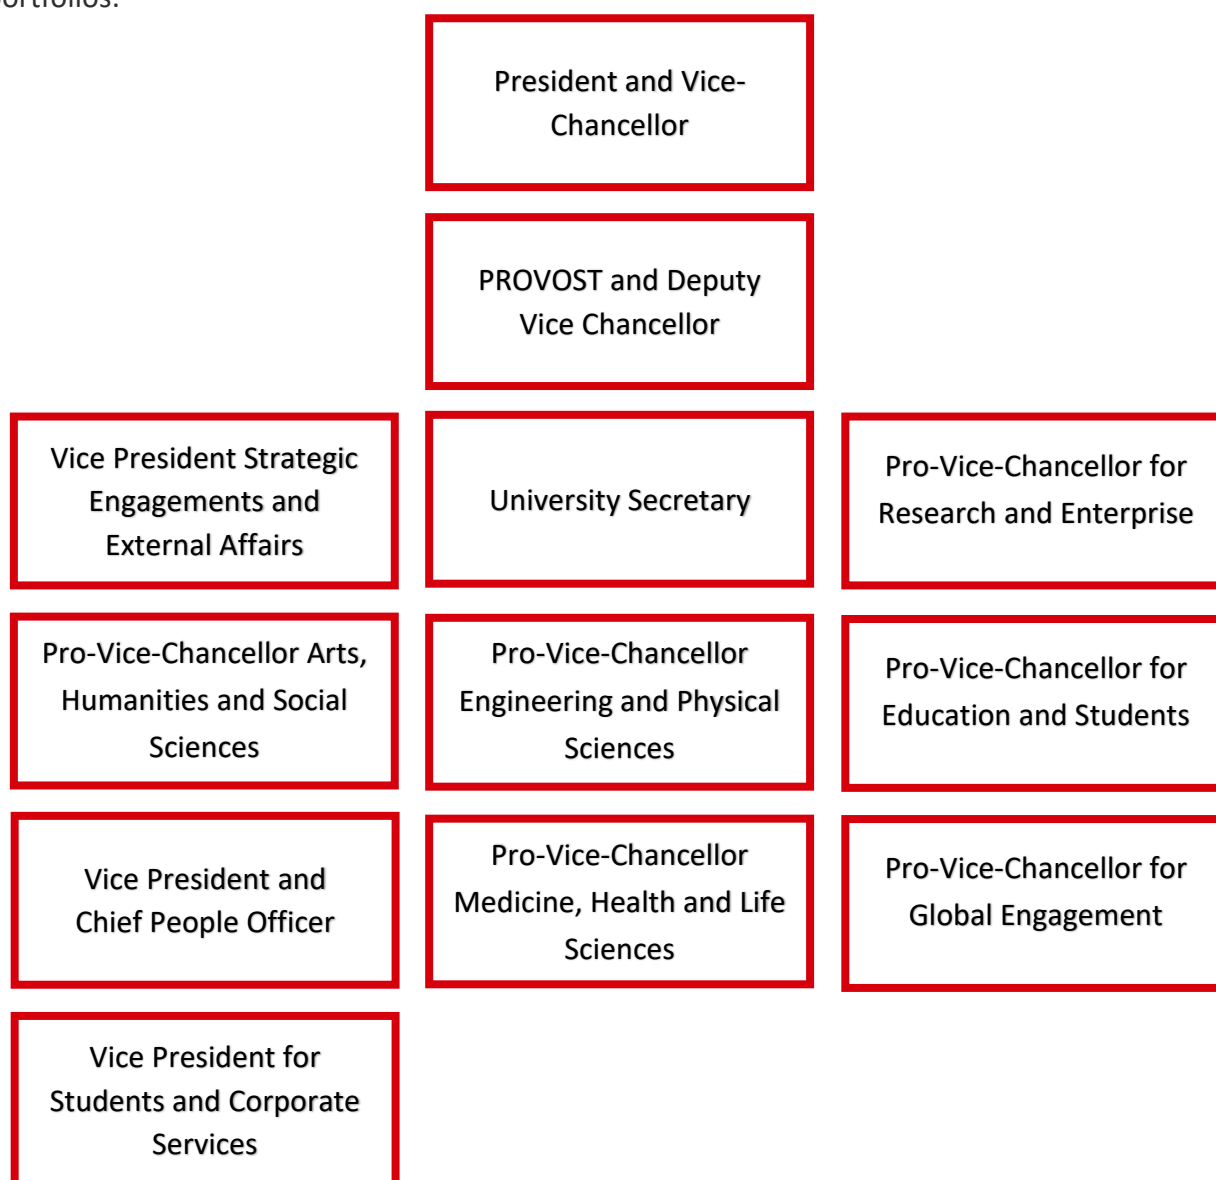 portfolios:
President and Vice-
Chancellor
PROVOST and Deputy
Vice Chancellor
Vice President Strategic
Engagements and
External Affairs
University Secretary
Pro-Vice-Chancellor for
Research and Enterprise
Pro-Vice-Chancellor Arts,
Humanities and Social
Sciences
Pro-Vice-Chancellor
Engineering and Physical
Sciences
Pro-Vice-Chancellor for
Education and Students
Vice President and
Chief People Officer
Pro-Vice-Chancellor
Medicine, Health and Life
Sciences
Pro-Vice-Chancellor for
Global Engagement
Vice President for
Students and Corporate
Services